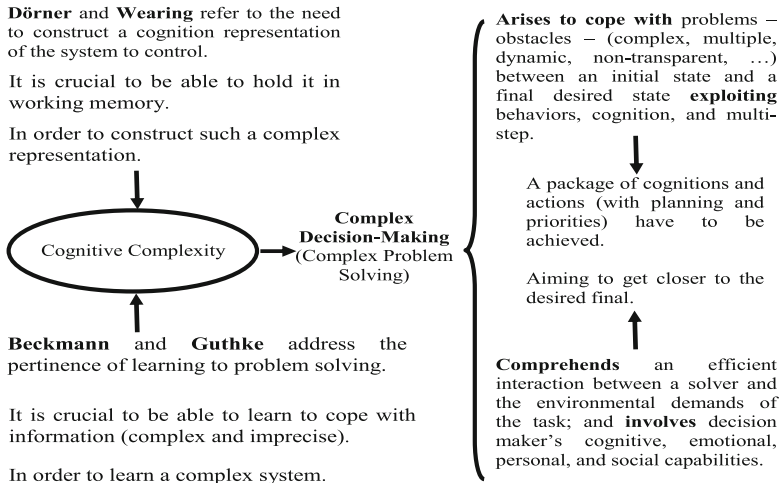 Dörner and Wearing refer to the need
to construct a cognition representation
of the system to control.
It is crucial to be able to hold it in
working memory.
In order to construct such a complex
representation.
Cognitive Complexity
Beckmann and Guthke address the
pertinence of learning to problem solving.
It is crucial to be able to learn to cope with
information (complex and imprecise).
In order to learn a complex system.
Complex
Decision-Making
(Complex Problem
Solving)
Arises to cope with problems –
obstacles – (complex, multiple,
dynamic, non-transparent, …)
between an initial state and a
final desired state exploiting
behaviors, cognition, and multi-
step.
A package of cognitions and
actions (with planning and
priorities) have to be
achieved.
Aiming to get closer to the
desired final.
Comprehends an efficient
interaction between a solver and
the environmental demands of
the task; and involves decision
maker's cognitive, emotional,
personal, and social capabilities.